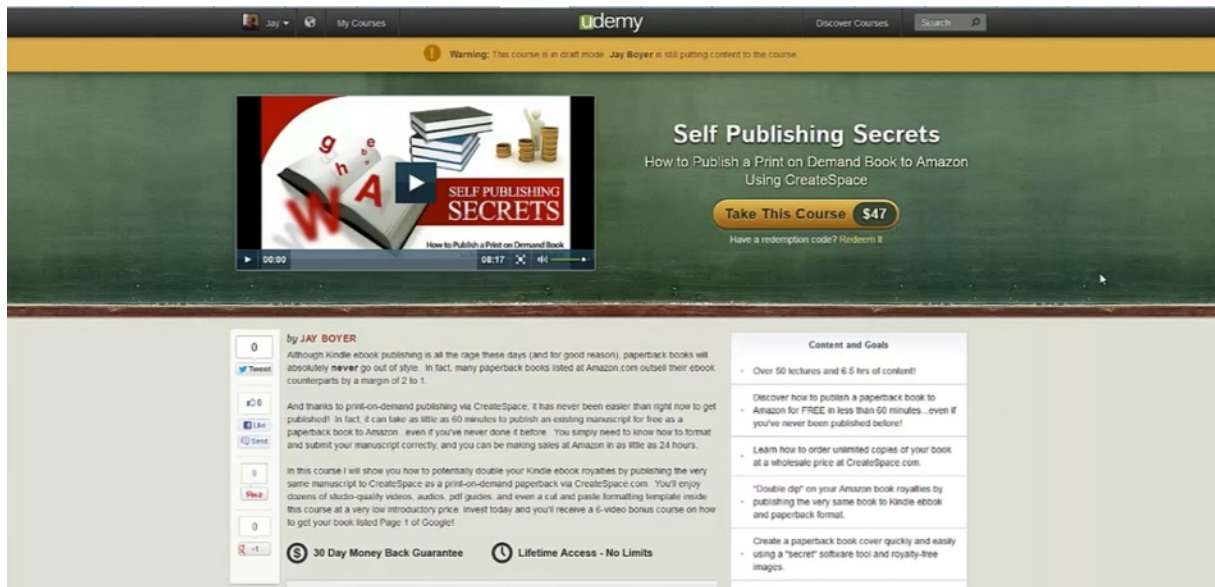 Jay
My Courses
udemy
Discover Courses
Search
Warning: This course is in draft mode. Jay Boyer is still putting content to the course.
g
e
h
b
W
A
SELF PUBLISHING
SECRETS
How to Publish a Print on Demand Book
00:00
08:17
Self Publishing Secrets
How to Publish a Print on Demand Book to Amazon
Using CreateSpace
Take This Course $47
Have a redemption code? Redeem It
0
Tweet
0
Like
Send
0
Pin it
0
+1
by JAY BOYER
Although Kindle ebook publishing is all the rage these days (and for good reason), paperback books will
absolutely never go out of style. In fact, many paperback books listed at Amazon.com outsell their ebook
counterparts by a margin of 2 to 1.
And thanks to print-on-demand publishing via CreateSpace, it has never been easier than right now to get
published! In fact, it can take as little as 60 minutes to publish an existing manuscript for free as a
paperback book to Amazon...even if you've never done it before. You simply need to know how to format
and submit your manuscript correctly, and you can be making sales at Amazon in as little as 24 hours.
In this course I will show you how to potentially double your Kindle ebook royalties by publishing the very
same manuscript to CreateSpace as a print-on-demand paperback via CreateSpace.com. You'll enjoy
dozens of studio-quality videos, audios, pdf guides, and even a cut and paste formatting template inside
this course at a very low introductory price. Invest today and you'll receive a 6-video bonus course on how
to get your book listed Page 1 of Google!
30 Day Money Back Guarantee
Lifetime Access - No Limits
Content and Goals
Over 50 lectures and 6.5 hrs of content!
Discover how to publish a paperback book to
Amazon for FREE in less than 60 minutes...even if
you've never been published before!
Learn how to order unlimited copies of your book
at a wholesale price at CreateSpace.com.
"Double dip" on your Amazon book royalties by
publishing the very same book to Kindle ebbok
and paperback format.
Create a paperback book cover quickly and easily
using a "secret" software tool and royalty-free
images.